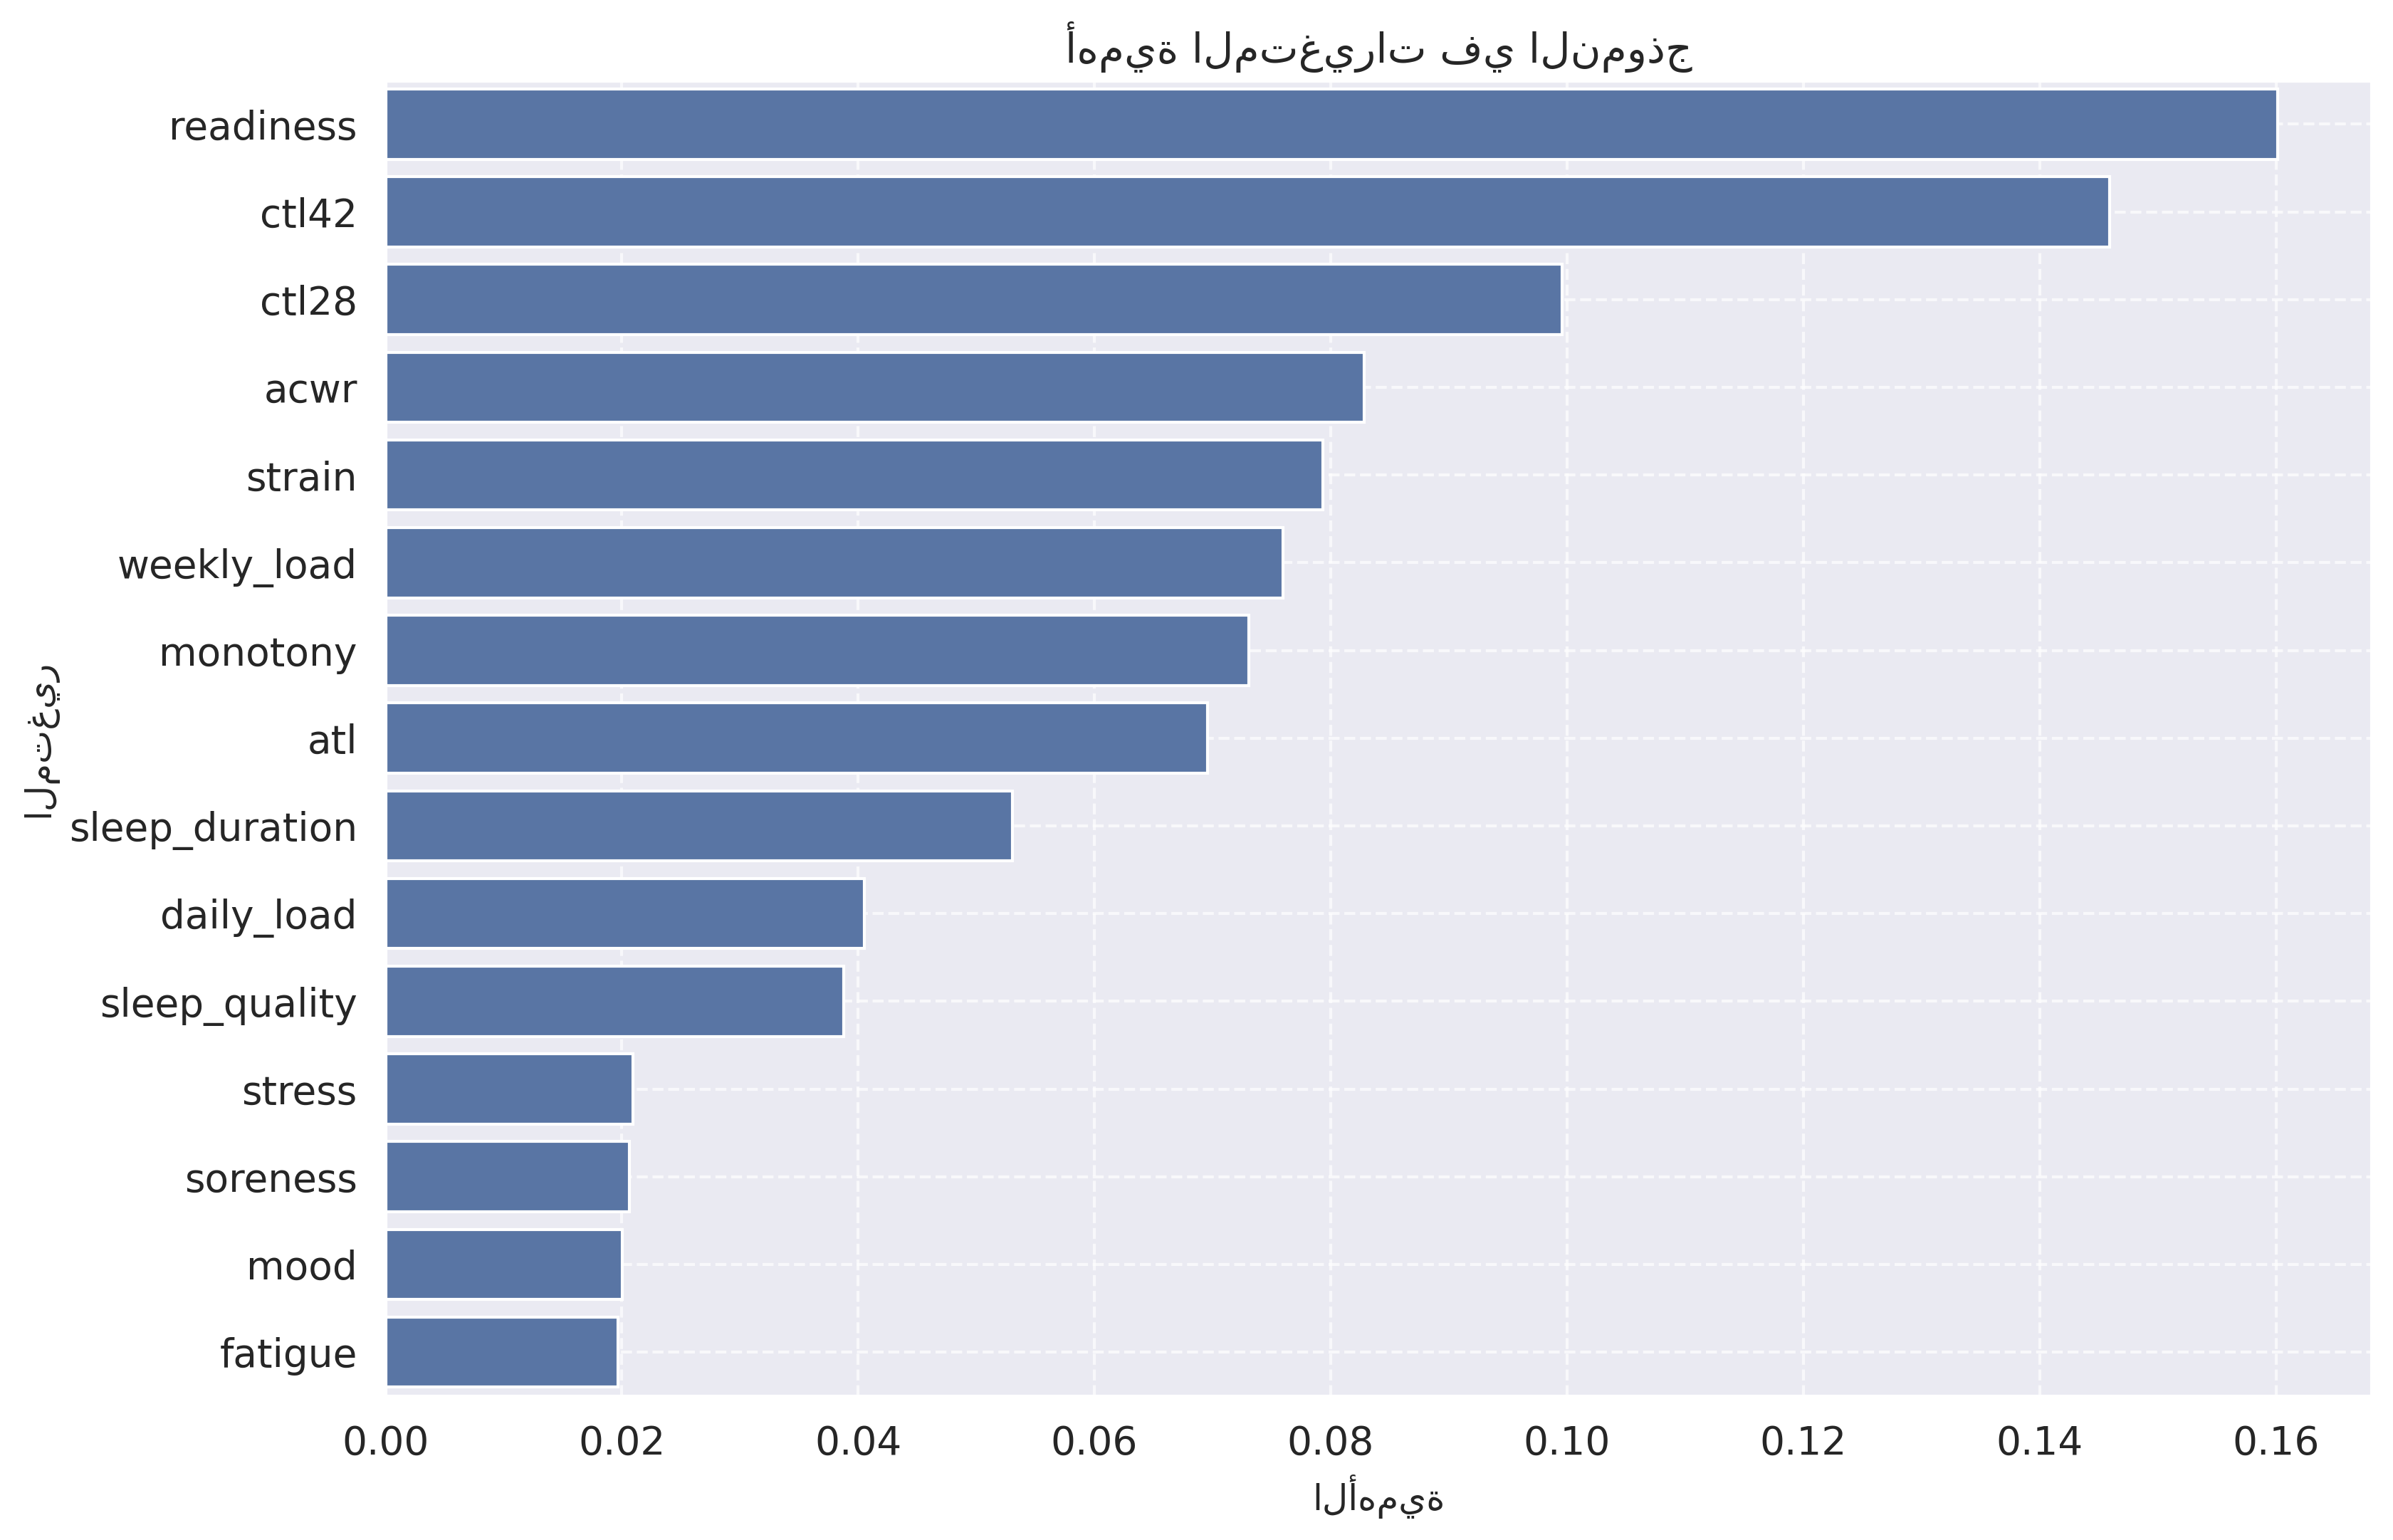 أهمية المتغيرات في النموذج
readiness
ctl42
ctl28
acwr
strain
weekly_load
monotony
atl
sleep_duration
daily_load
sleep_quality
stress
soreness
mood
fatigue
المتغير
0.00 0.02 0.04 0.06 0.08 0.10 0.12 0.14 0.16
الأهمية